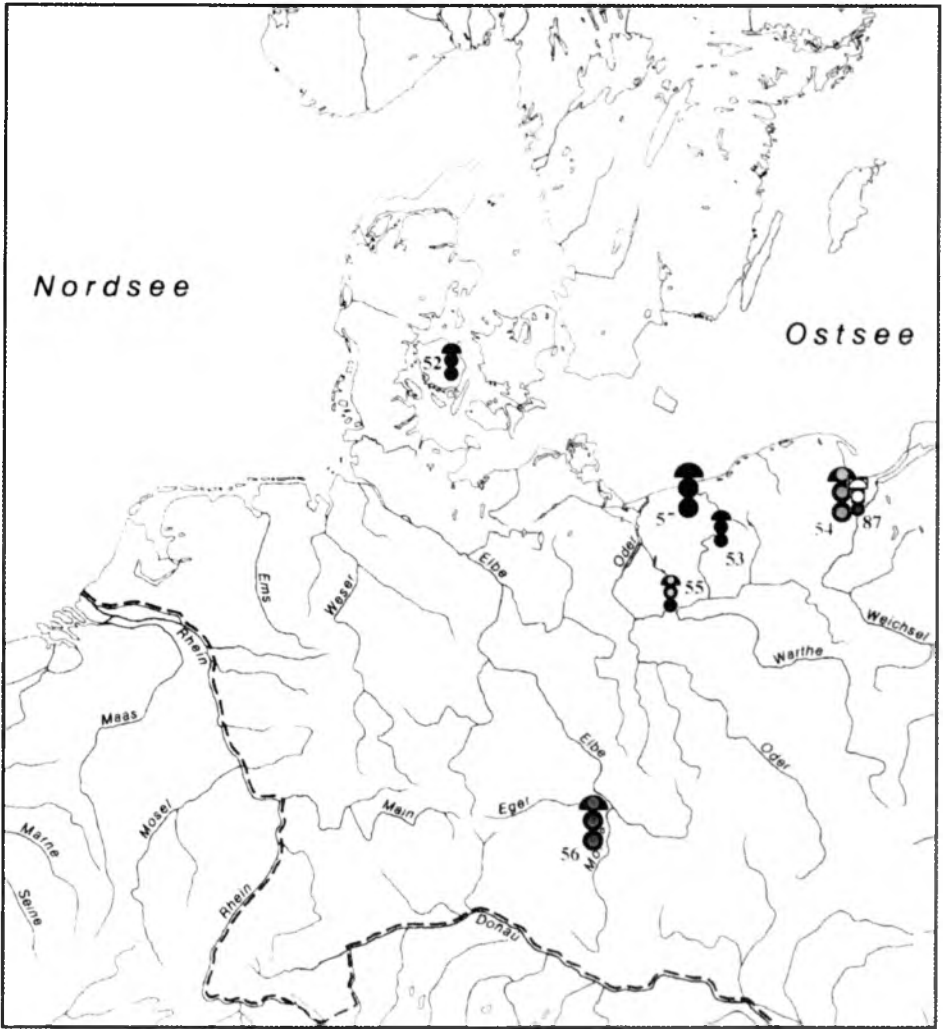 Nordsee
Ostsee
52
54
87
53
55
Oder
Elbe
Ems
Weser
Rhein
Weichsel
Warthe
Maas
Elbe
Oder
Mosel
Main
Eger
Marne
56
Seine
Rhein
Donau